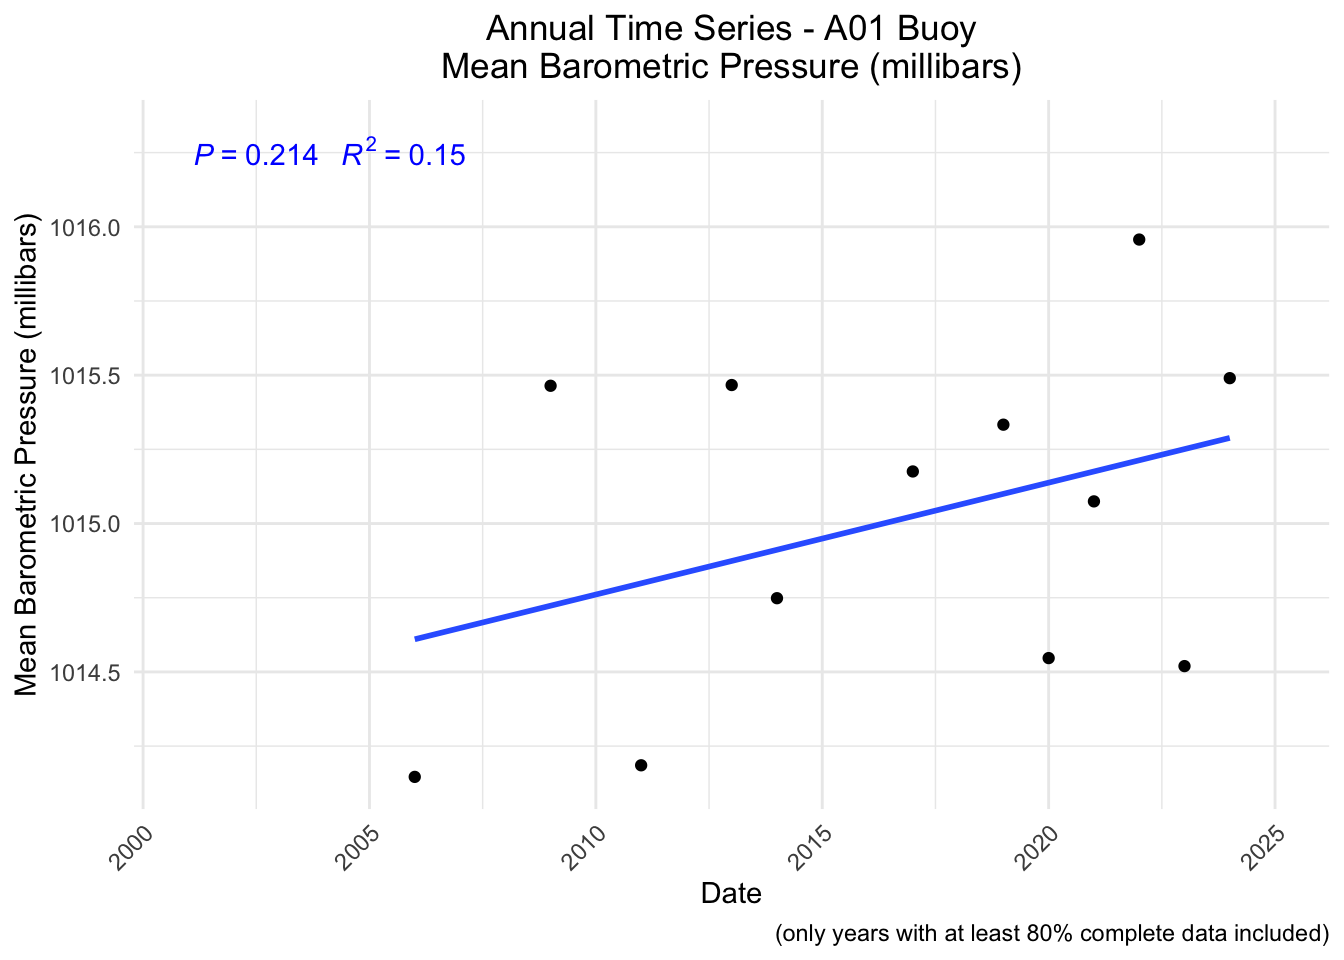 Annual Time Series - A01 Buoy
Mean Barometric Pressure (millibars)
P = 0.214 R² = 0.15
Mean Barometric Pressure (millibars)
1016.0
1015.5
1015.0
1014.5
2000
2005
2010
2015
2020
2025
Date
(only years with at least 80% complete data included)